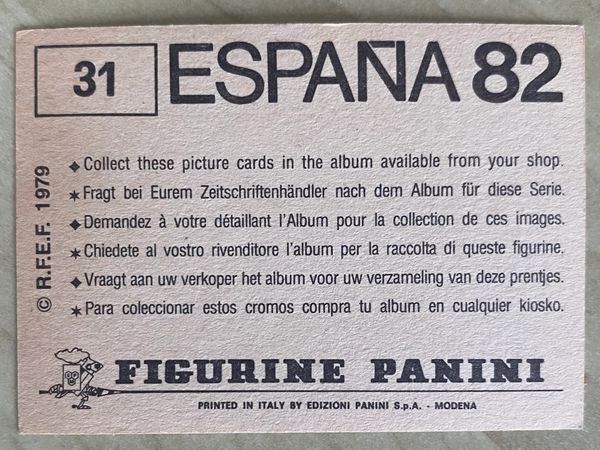 31
ESPAÑA 82
© R.F.E.F. 1979
Collect these picture cards in the album available from your shop.
Fragt bei Eurem Zeitschriftenhändler nach dem Album für diese Serie.
Demandez à votre détaillant l'Album pour la collection de ces images.
Chiedete al vostro rivenditore l'album per la raccolta di queste figurine.
Vraagt aan uw verkoper het album voor uw verzameling van deze prentjes.
Para coleccionar estos cromos compra tu album en cualquier kiosko.
FIGURINE PANINI
PRINTED IN ITALY BY EDIZIONI PANINI S.p.A. - MODENA